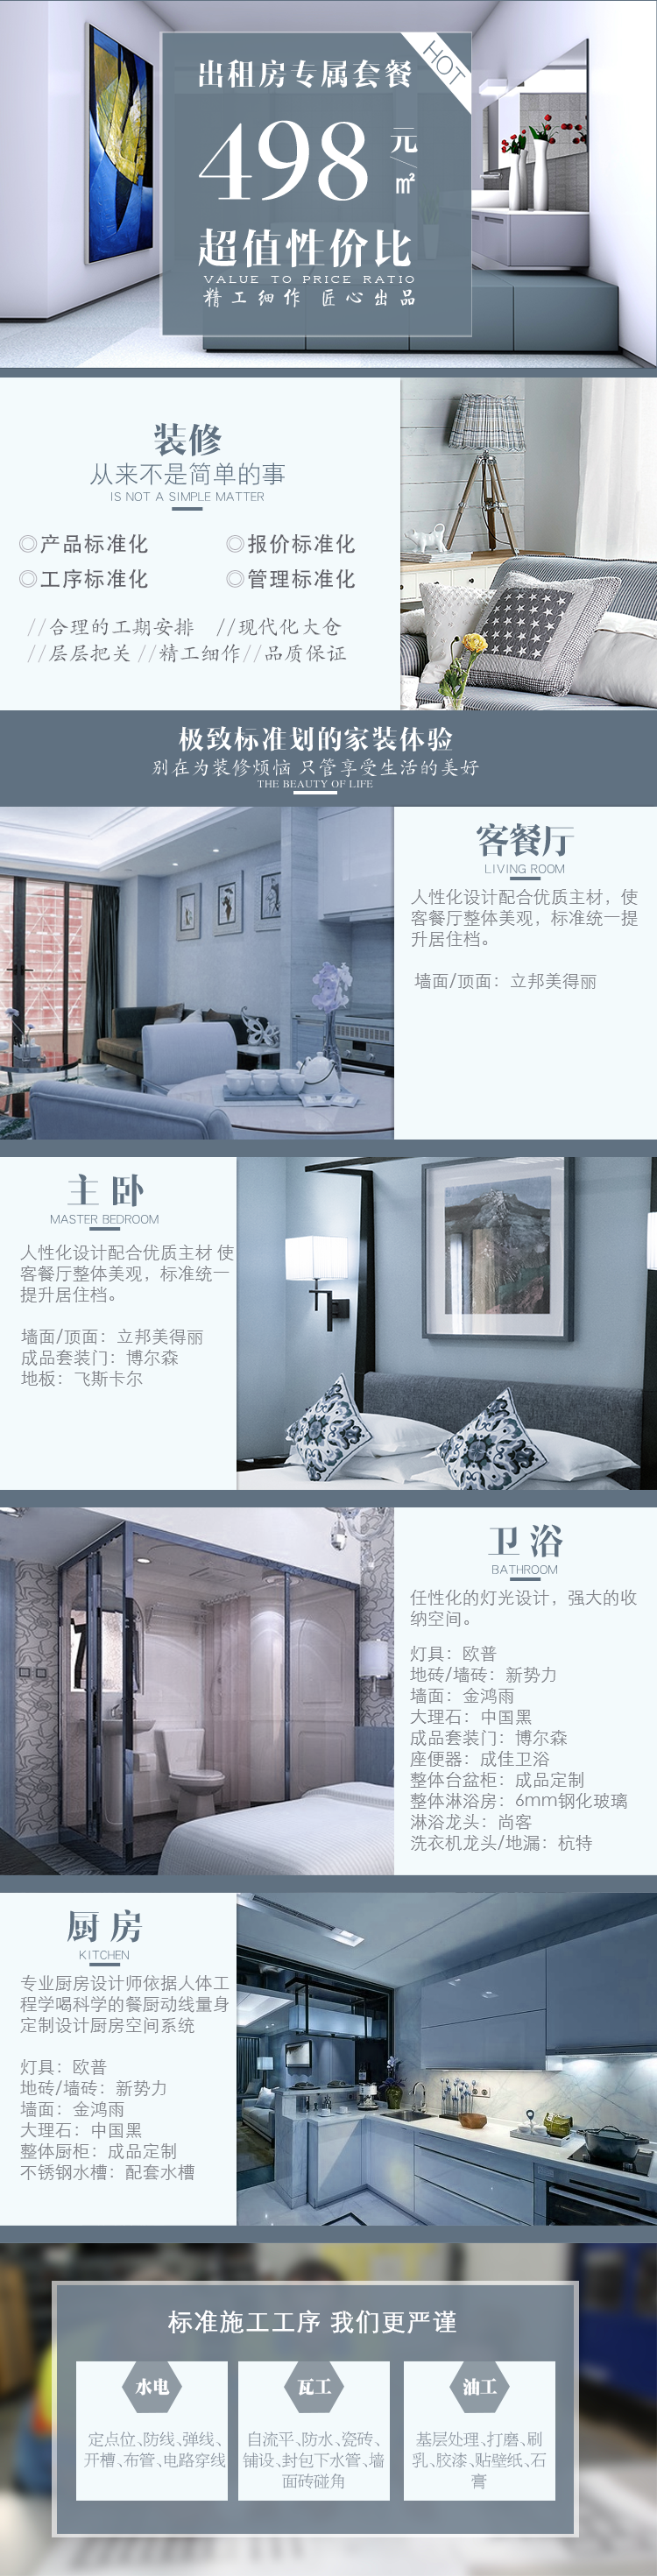 出租房专属套餐
HOT
498 元/㎡
超值性价比
VALUE TO PRICE RATIO
精工细作 匠心出品
装修
从来不是简单的事
IS NOT A SIMPLE MATTER
◎产品标准化 ◎报价标准化
◎工序标准化 ◎管理标准化
//合理的工期安排 //现代化大仓
//层层把关 //精工细作//品质保证
极致标准划的家装体验
别在为装修烦恼 只管享受生活的美好
THE BEAUTY OF LIFE
客餐厅
LIVING ROOM
人性化设计配合优质主材，使
客餐厅整体美观，标准统一提
升居住档。
墙面/顶面：立邦美得丽
主卧
MASTER BEDROOM
人性化设计配合优质主材 使
客餐厅整体美观，标准统一
提升居住档。
墙面/顶面：立邦美得丽
成品套装门：博尔森
地板：飞斯卡尔
卫浴
BATHROOM
任性化的灯光设计，强大的收
纳空间。
灯具：欧普
地砖/墙砖：新势力
墙面：金鸿雨
大理石：中国黑
成品套装门：博尔森
座便器：成佳卫浴
整体台盆柜：成品定制
整体淋浴房：6mm钢化玻璃
淋浴龙头：尚客
洗衣机龙头/地漏：杭特
厨房
KITCHEN
专业厨房设计师依据人体工
程学喝科学的餐厨动线量身
定制设计厨房空间系统
灯具：欧普
地砖/墙砖：新势力
墙面：金鸿雨
大理石：中国黑
整体厨柜：成品定制
不锈钢水槽：配套水槽
标准施工工序 我们更严谨
水电
定点位、防线、弹线、
开槽、布管、电路穿线
瓦工
自流平、防水、瓷砖、
铺设、封包下水管、墙
面砖碰角
油工
基层处理、打磨、刷
乳、胶漆、贴壁纸、石
膏